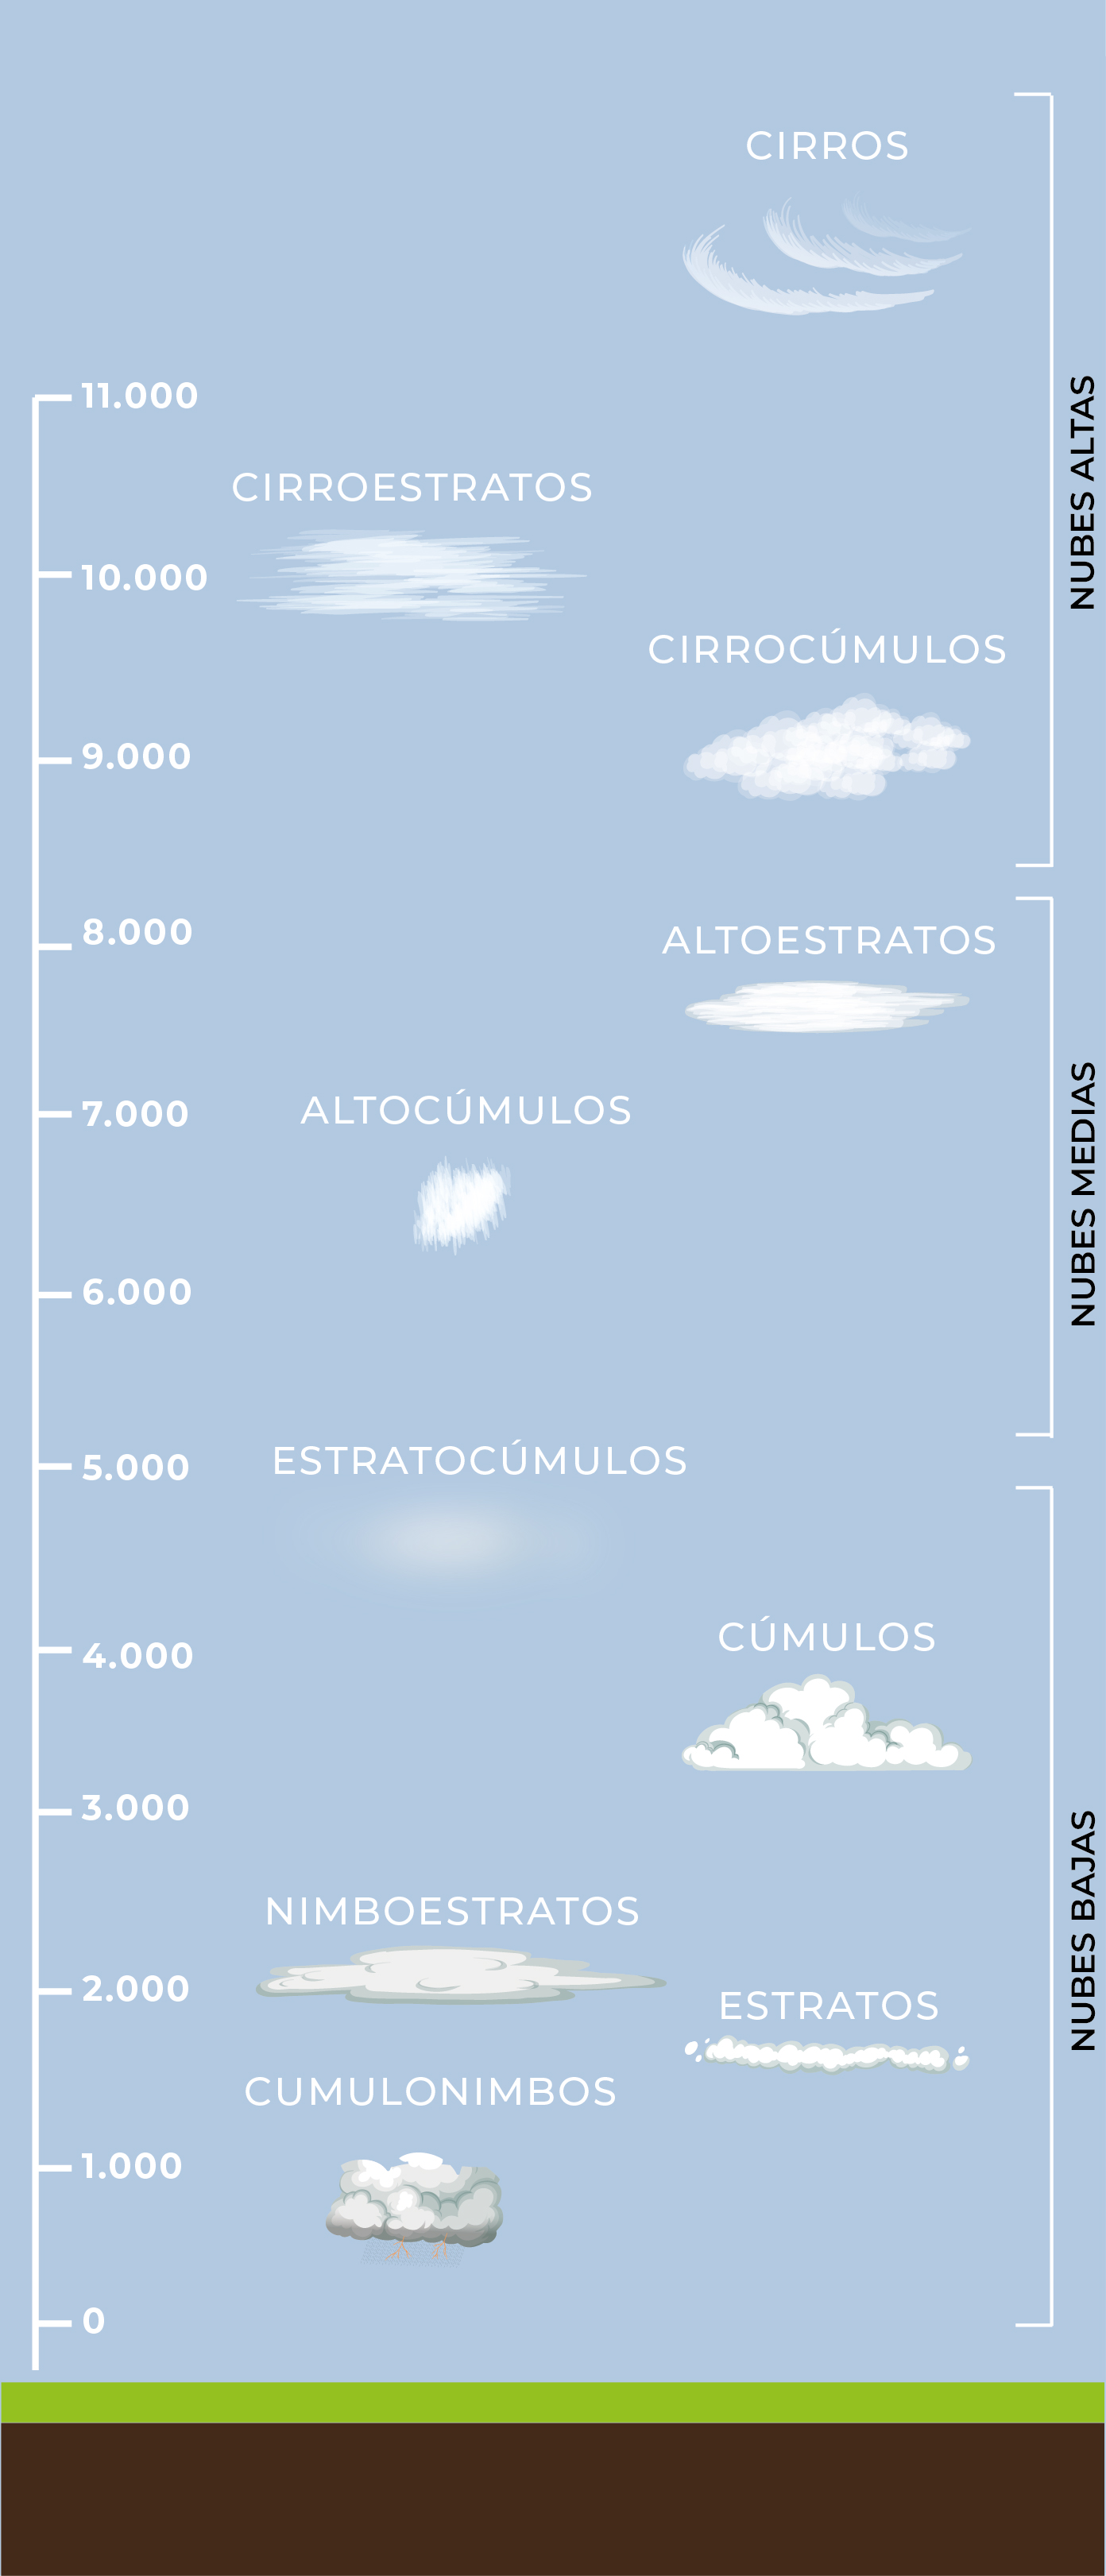 CIRROS
11.000
CIRROESTRATOS
10.000
CIRROCÚMULOS
9.000
NUBES ALTAS
8.000
ALTOESTRATOS
7.000
ALTOCÚMULOS
6.000
NUBES MEDIAS
5.000
ESTRATOCÚMULOS
4.000
CÚMULOS
3.000
NIMBOESTRATOS
2.000
ESTRATOS
CUMULONIMBOS
1.000
0
NUBES BAJAS